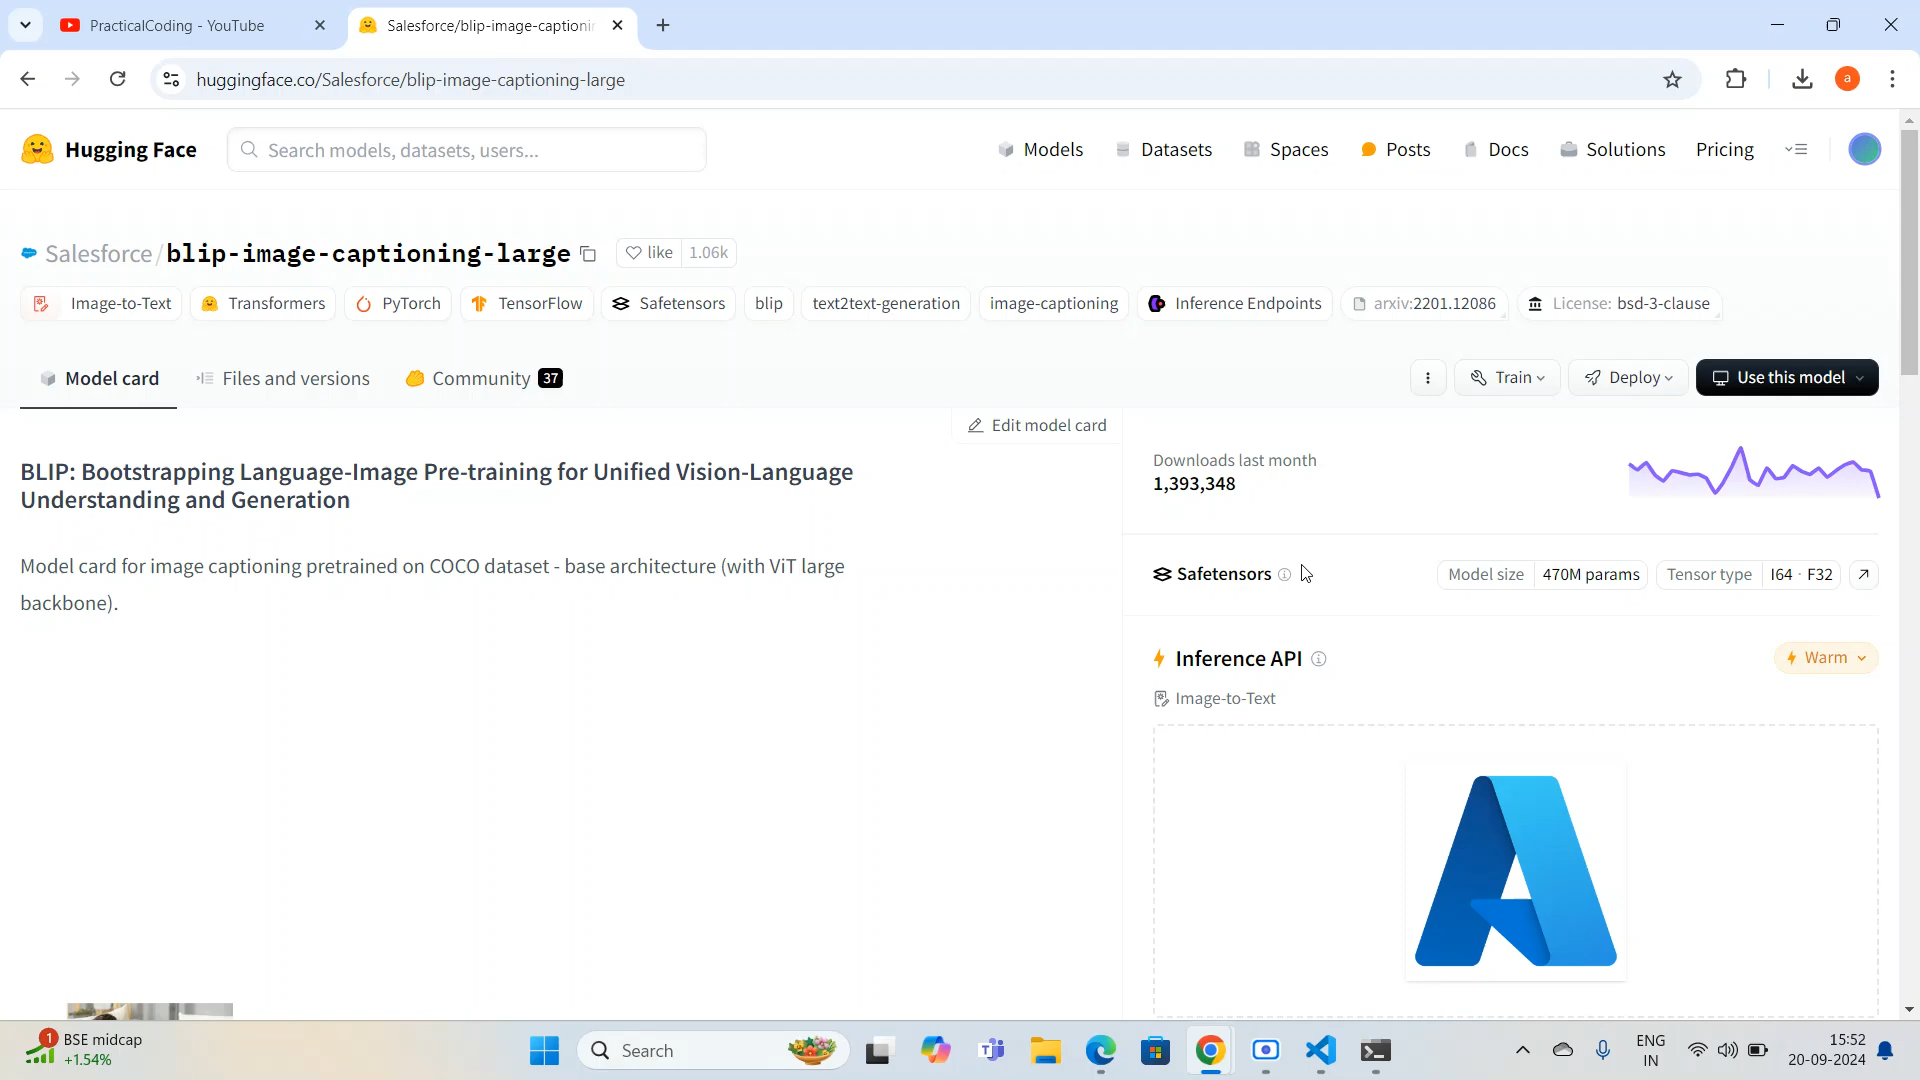 PracticalCoding - YouTube
Salesforce/blip-image-captionin
huggingface.co/Salesforce/blip-image-captioning-large
a
Hugging Face
Search models, datasets, users...
Models
Datasets
Spaces
Posts
Docs
Solutions
Pricing
Salesforce/blip-image-captioning-large
like 1.06k
Image-to-Text
Transformers
PyTorch
TensorFlow
Safetensors
blip
text2text-generation
image-captioning
Inference Endpoints
arxiv:2201.12086
License: bsd-3-clause
Model card
Files and versions
Community 37
Train
Deploy
Use this model
Edit model card
BLIP: Bootstrapping Language-Image Pre-training for Unified Vision-Language
Understanding and Generation
Model card for image captioning pretrained on COCO dataset - base architecture (with ViT large
backbone).
Downloads last month
1,393,348
Safetensors
Model size 470M params
Tensor type I64 · F32
Inference API
Warm
Image-to-Text
1
BSE midcap
+1.54%
Search
ENG
IN
15:52
20-09-2024